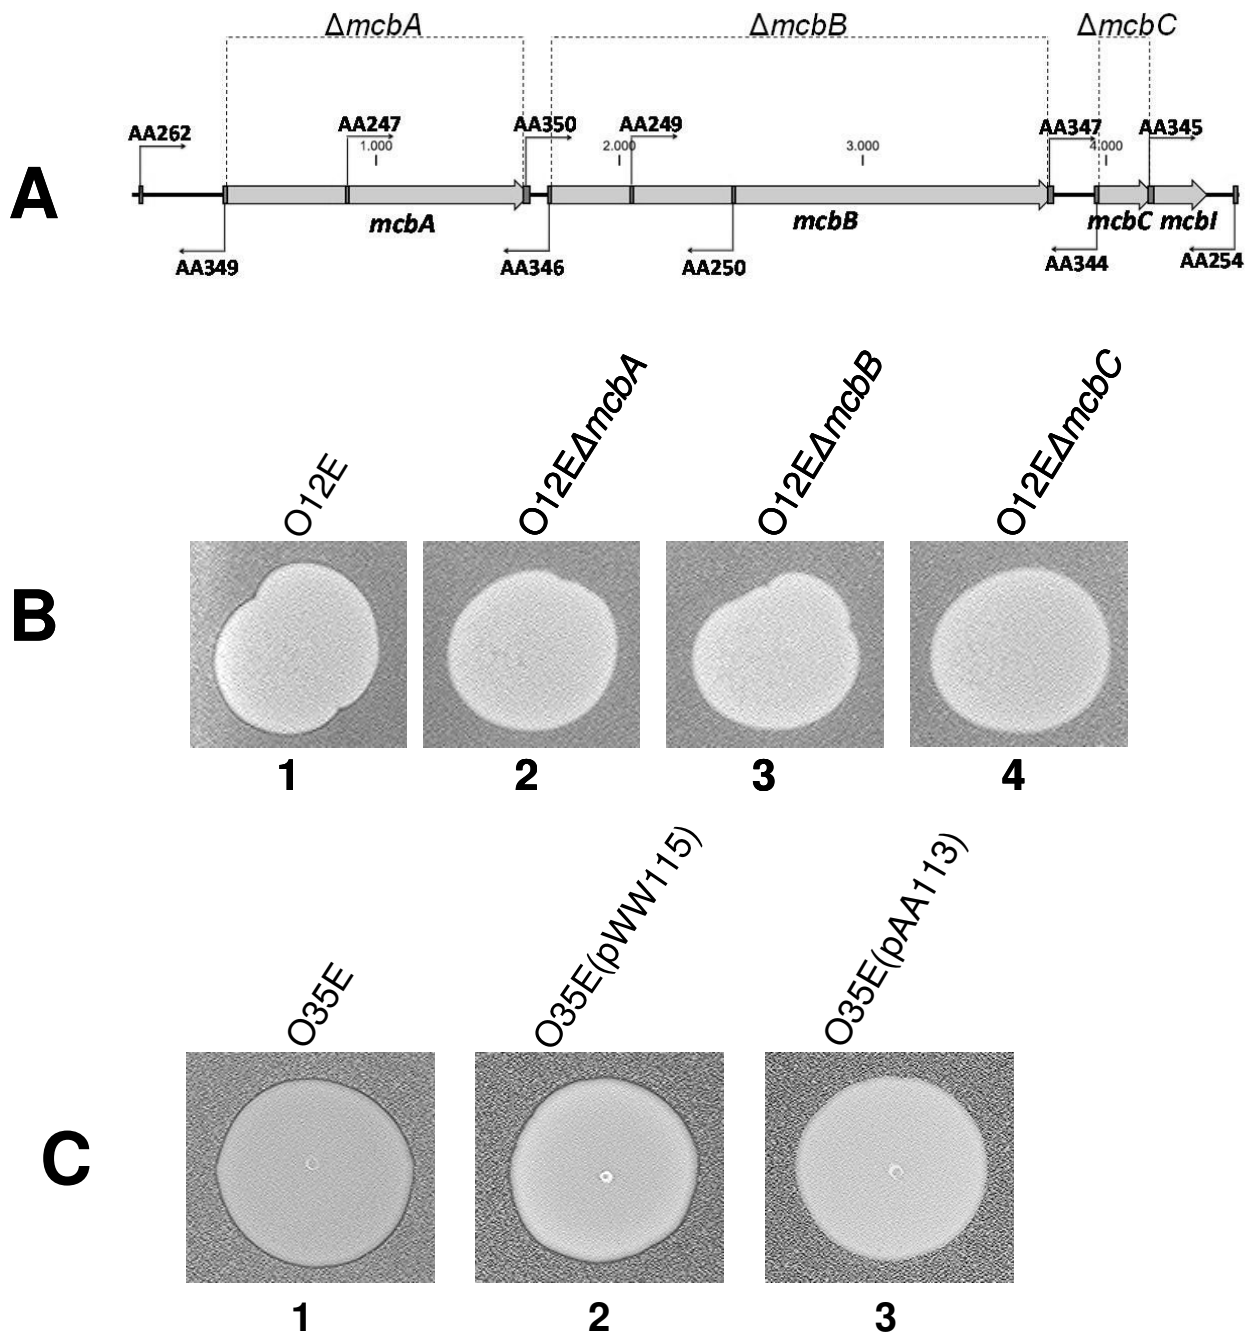 ΔmcbA ΔmcbB ΔmcbC
AA262 AA247 AA350 AA249 AA347 AA345
1.000 2.000 3.000 4.000
A
mcbA mcbB mcbC mcbI
AA349 AA346 AA250 AA344 AA254
O12E O12EΔmcbA O12EΔmcbB O12EΔmcbC
B
1 2 3 4
O35E O35E(pWW115) O35E(pAA113)
C
1 2 3